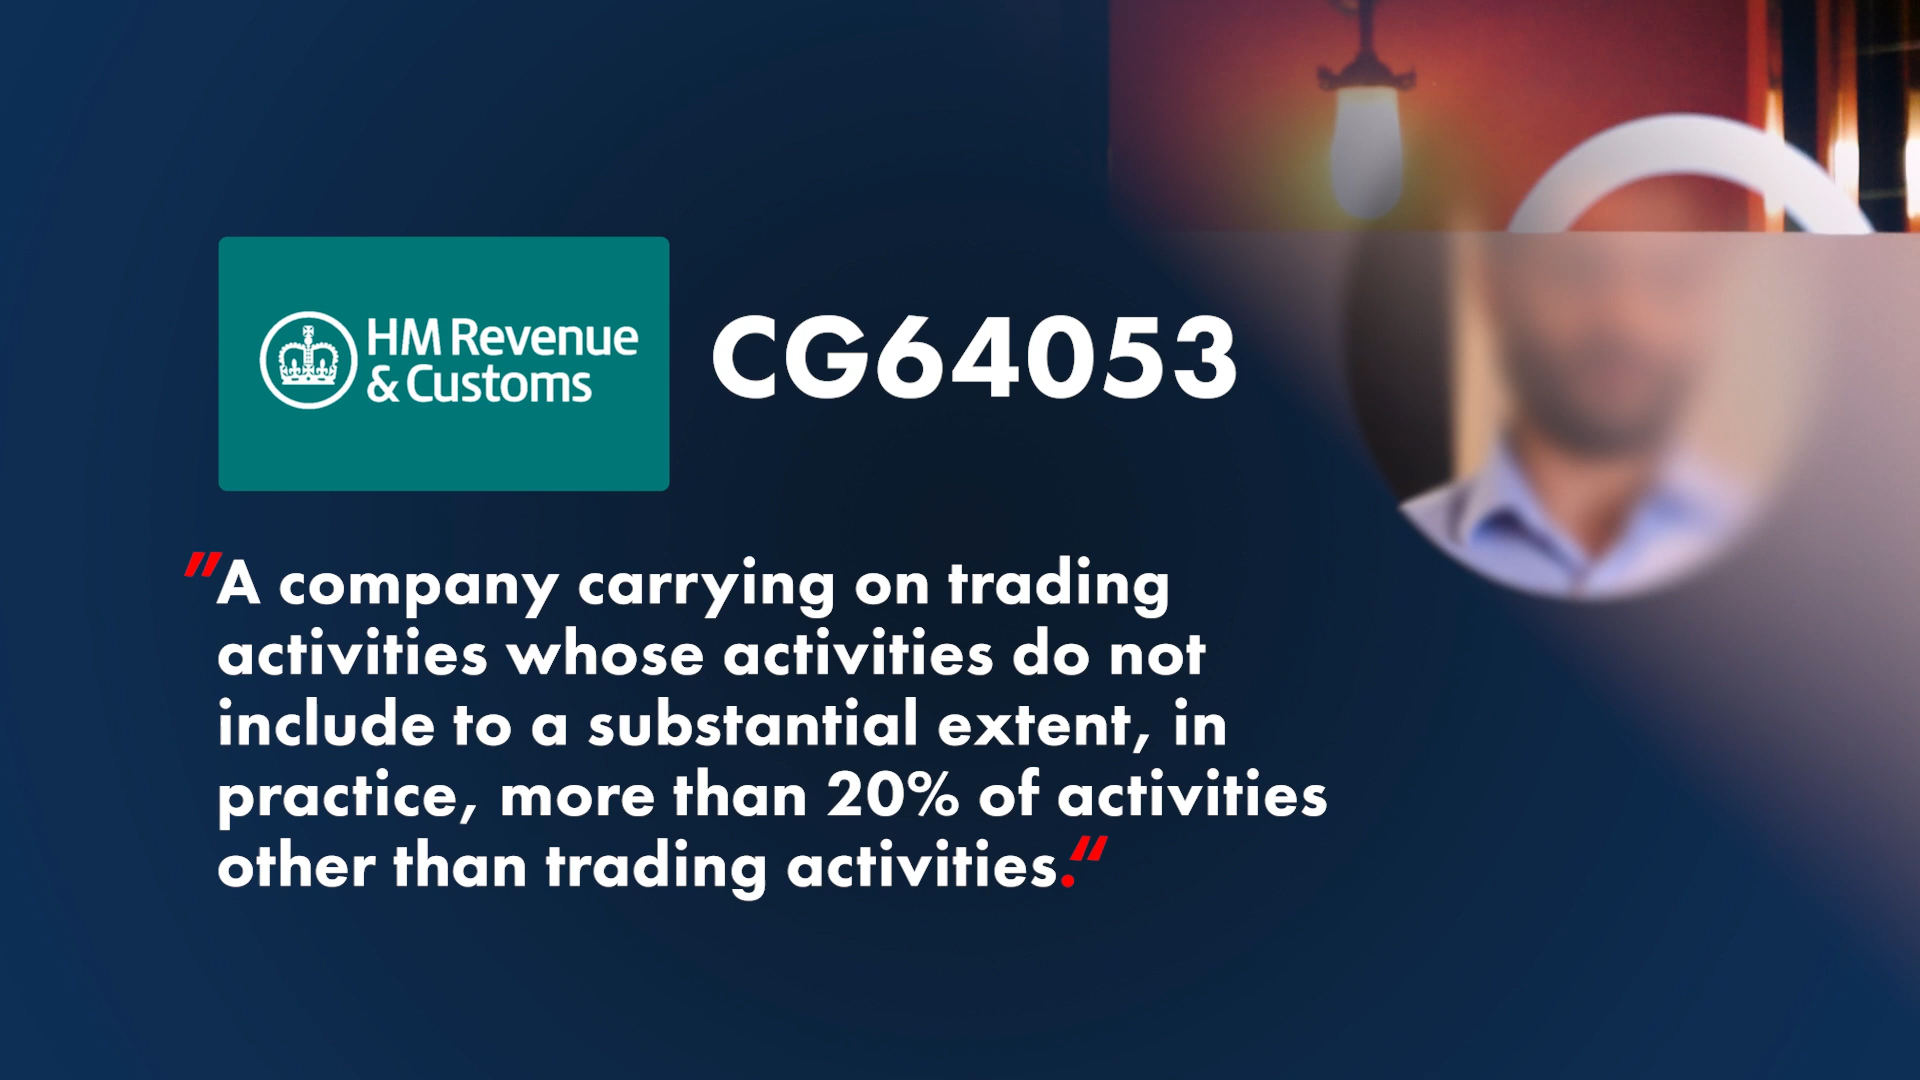 HM Revenue
& Customs
CG64053
"A company carrying on trading
activities whose activities do not
include to a substantial extent, in
practice, more than 20% of activities
other than trading activities."